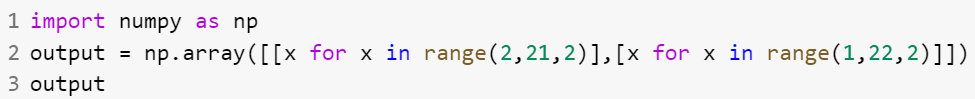 1 import numpy as np
2 output = np.array([[x for x in range(2,21,2)],[x for x in range(1,22,2)]])
3 output